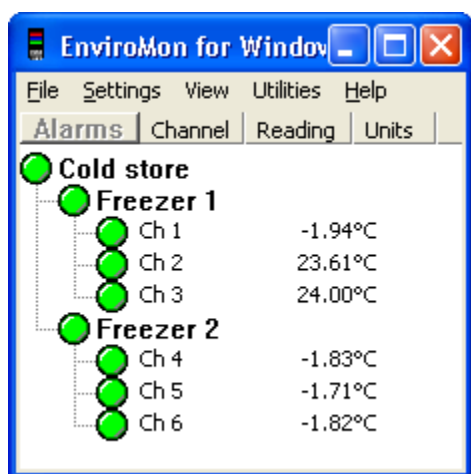 EnviroMon for Window
File Settings View Utilities Help
Alarms Channel Reading Units
Cold store
Freezer 1
Ch 1 -1.94°C
Ch 2 23.61°C
Ch 3 24.00°C
Freezer 2
Ch 4 -1.83°C
Ch 5 -1.71°C
Ch 6 -1.82°C